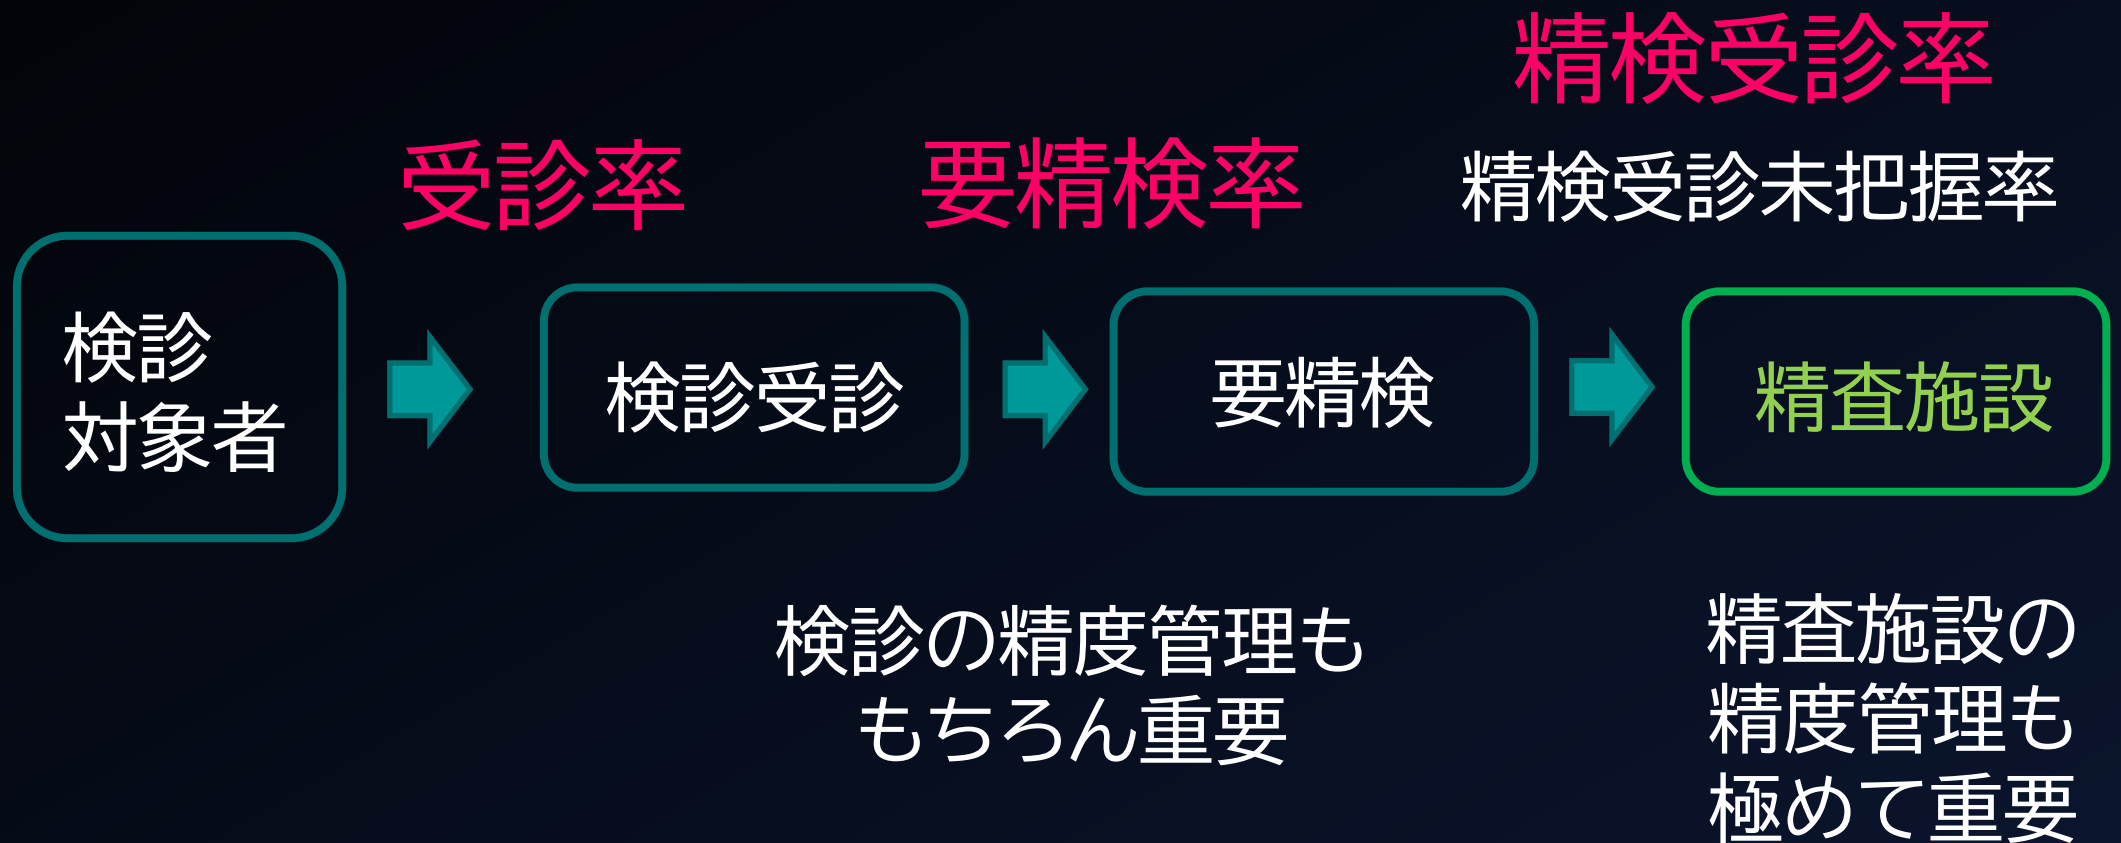 精検受診率
受診率
要精検率
精検受診未把握率
検診
対象者
検診受診
要精検
精査施設
検診の精度管理も
もちろん重要
精査施設の
精度管理も
極めて重要